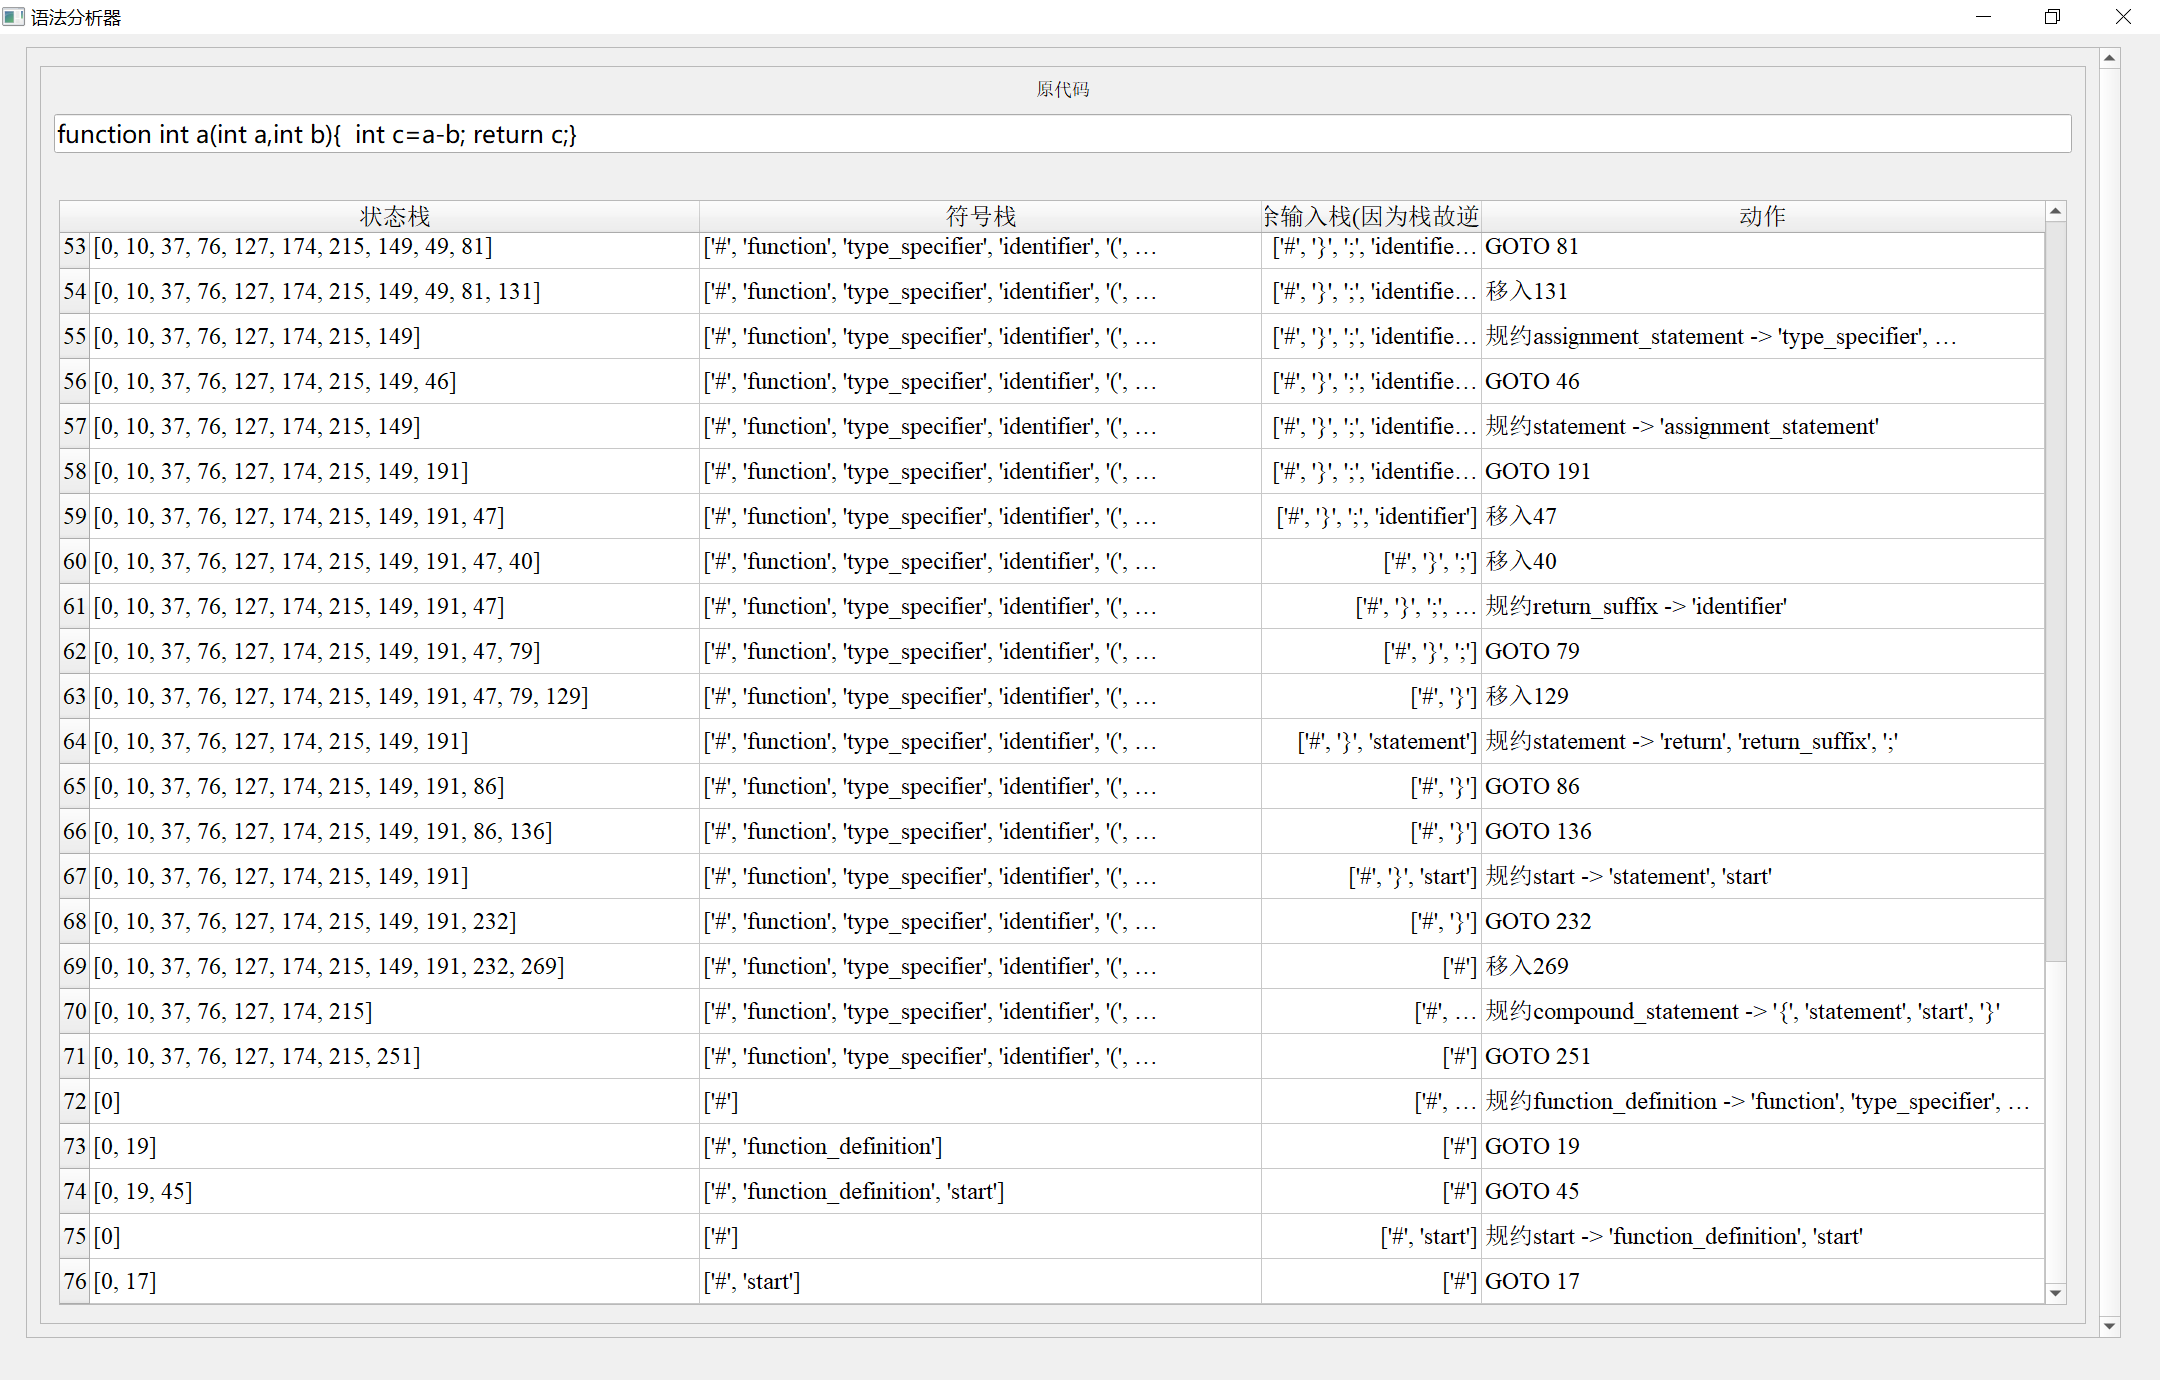 语法分析器
原代码
function int a(int a,int b){  int c=a-b; return c;}
状态栈 符号栈 余输入栈(因为栈故逆 动作
53 [0, 10, 37, 76, 127, 174, 215, 149, 49, 81] ['#', 'function', 'type_specifier', 'identifier', '(', … ['#', '}', ';', 'identifie… GOTO 81
54 [0, 10, 37, 76, 127, 174, 215, 149, 49, 81, 131] ['#', 'function', 'type_specifier', 'identifier', '(', … ['#', '}', ';', 'identifie… 移入131
55 [0, 10, 37, 76, 127, 174, 215, 149] ['#', 'function', 'type_specifier', 'identifier', '(', … ['#', '}', ';', 'identifie… 规约assignment_statement -> 'type_specifier', …
56 [0, 10, 37, 76, 127, 174, 215, 149, 46] ['#', 'function', 'type_specifier', 'identifier', '(', … ['#', '}', ';', 'identifie… GOTO 46
57 [0, 10, 37, 76, 127, 174, 215, 149] ['#', 'function', 'type_specifier', 'identifier', '(', … ['#', '}', ';', 'identifie… 规约statement -> 'assignment_statement'
58 [0, 10, 37, 76, 127, 174, 215, 149, 191] ['#', 'function', 'type_specifier', 'identifier', '(', … ['#', '}', ';', 'identifie… GOTO 191
59 [0, 10, 37, 76, 127, 174, 215, 149, 191, 47] ['#', 'function', 'type_specifier', 'identifier', '(', … ['#', '}', ';', 'identifier'] 移入47
60 [0, 10, 37, 76, 127, 174, 215, 149, 191, 47, 40] ['#', 'function', 'type_specifier', 'identifier', '(', … ['#', '}', ';'] 移入40
61 [0, 10, 37, 76, 127, 174, 215, 149, 191, 47] ['#', 'function', 'type_specifier', 'identifier', '(', … ['#', '}', ';', … 规约return_suffix -> 'identifier'
62 [0, 10, 37, 76, 127, 174, 215, 149, 191, 47, 79] ['#', 'function', 'type_specifier', 'identifier', '(', … ['#', '}', ';'] GOTO 79
63 [0, 10, 37, 76, 127, 174, 215, 149, 191, 47, 79, 129] ['#', 'function', 'type_specifier', 'identifier', '(', … ['#', '}'] 移入129
64 [0, 10, 37, 76, 127, 174, 215, 149, 191] ['#', 'function', 'type_specifier', 'identifier', '(', … ['#', '}', 'statement'] 规约statement -> 'return', 'return_suffix', ';'
65 [0, 10, 37, 76, 127, 174, 215, 149, 191, 86] ['#', 'function', 'type_specifier', 'identifier', '(', … ['#', '}'] GOTO 86
66 [0, 10, 37, 76, 127, 174, 215, 149, 191, 86, 136] ['#', 'function', 'type_specifier', 'identifier', '(', … ['#', '}'] GOTO 136
67 [0, 10, 37, 76, 127, 174, 215, 149, 191] ['#', 'function', 'type_specifier', 'identifier', '(', … ['#', '}', 'start'] 规约start -> 'statement', 'start'
68 [0, 10, 37, 76, 127, 174, 215, 149, 191, 232] ['#', 'function', 'type_specifier', 'identifier', '(', … ['#', '}'] GOTO 232
69 [0, 10, 37, 76, 127, 174, 215, 149, 191, 232, 269] ['#', 'function', 'type_specifier', 'identifier', '(', … ['#'] 移入269
70 [0, 10, 37, 76, 127, 174, 215] ['#', 'function', 'type_specifier', 'identifier', '(', … ['#', … 规约compound_statement -> '{', 'statement', 'start', '}'
71 [0, 10, 37, 76, 127, 174, 215, 251] ['#', 'function', 'type_specifier', 'identifier', '(', … ['#'] GOTO 251
72 [0] ['#'] ['#', … 规约function_definition -> 'function', 'type_specifier', …
73 [0, 19] ['#', 'function_definition'] ['#'] GOTO 19
74 [0, 19, 45] ['#', 'function_definition', 'start'] ['#'] GOTO 45
75 [0] ['#'] ['#', 'start'] 规约start -> 'function_definition', 'start'
76 [0, 17] ['#', 'start'] ['#'] GOTO 17